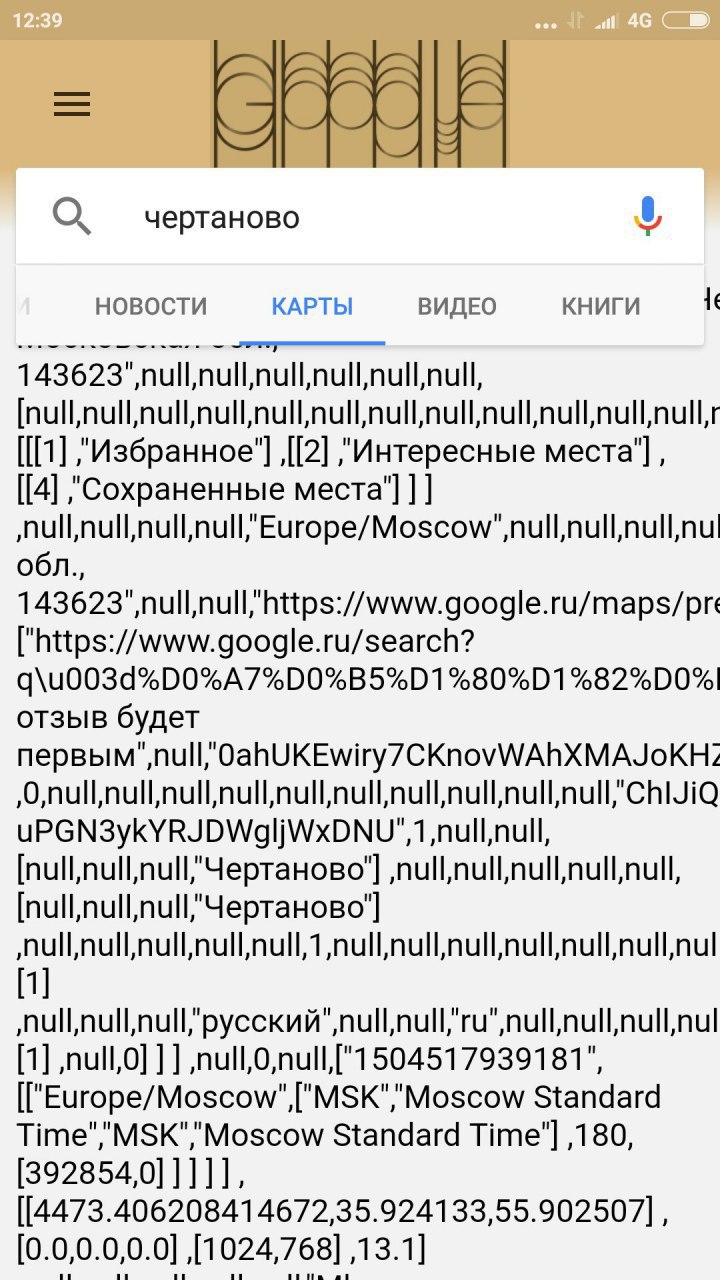 12:39
4G
Google
чертаново
НОВОСТИ
КАРТЫ
ВИДЕО
КНИГИ
143623",null,null,null,null,null,null,
[null,null,null,null,null,null,null,null,null,null,null,null,
[[[1] ,"Избранное"] ,[[2] ,"Интересные места"] ,
[[4] ,"Сохраненные места"] ] ]
,null,null,null,null,"Europe/Moscow",null,null,null,
обл.,
143623",null,null,"https://www.google.ru/maps/pre
["https://www.google.ru/search?
q\u003d%D0%A7%D0%B5%D1%80%D1%82%D0%
отзыв будет
первым",null,"0ahUKEwiry7CKnovWAhXMAJoKHZ
,0,null,null,null,null,null,null,null,null,null,null,"ChIJiQ
uPGN3ykYRJDWgljWxDNU",1,null,null,
[null,null,null,"Чертаново"] ,null,null,null,null,null,
[null,null,null,"Чертаново"]
,null,null,null,null,null,1,null,null,null,null,null,null,nul
[1]
,null,null,null,"русский",null,null,"ru",null,null,null,nul
[1] ,null,0] ] ] ,null,0,null,["1504517939181",
[["Europe/Moscow",["MSK","Moscow Standard
Time","MSK","Moscow Standard Time"] ,180,
[392854,0] ] ] ] ] ,
[[4473.406208414672,35.924133,55.902507] ,
[0.0,0.0,0.0] ,[1024,768] ,13.1]